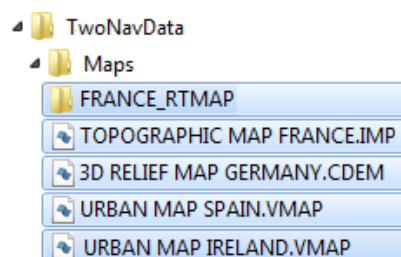 TwoNavData
Maps
FRANCE_RTMAP
TOPOGRAPHIC MAP FRANCE.IMP
3D RELIEF MAP GERMANY.CDEM
URBAN MAP SPAIN.VMAP
URBAN MAP IRELAND.VMAP